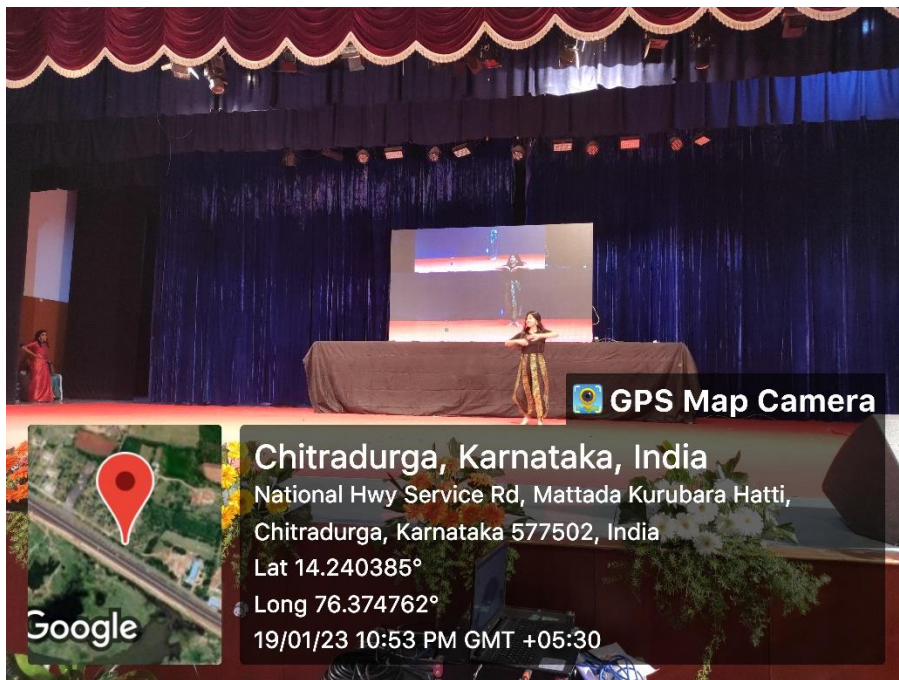 GPS Map Camera
Chitradurga, Karnataka, India
National Hwy Service Rd, Mattada Kurubara Hatti,
Chitradurga, Karnataka 577502, India
Lat 14.240385°
Long 76.374762°
19/01/23 10:53 PM GMT +05:30
Google